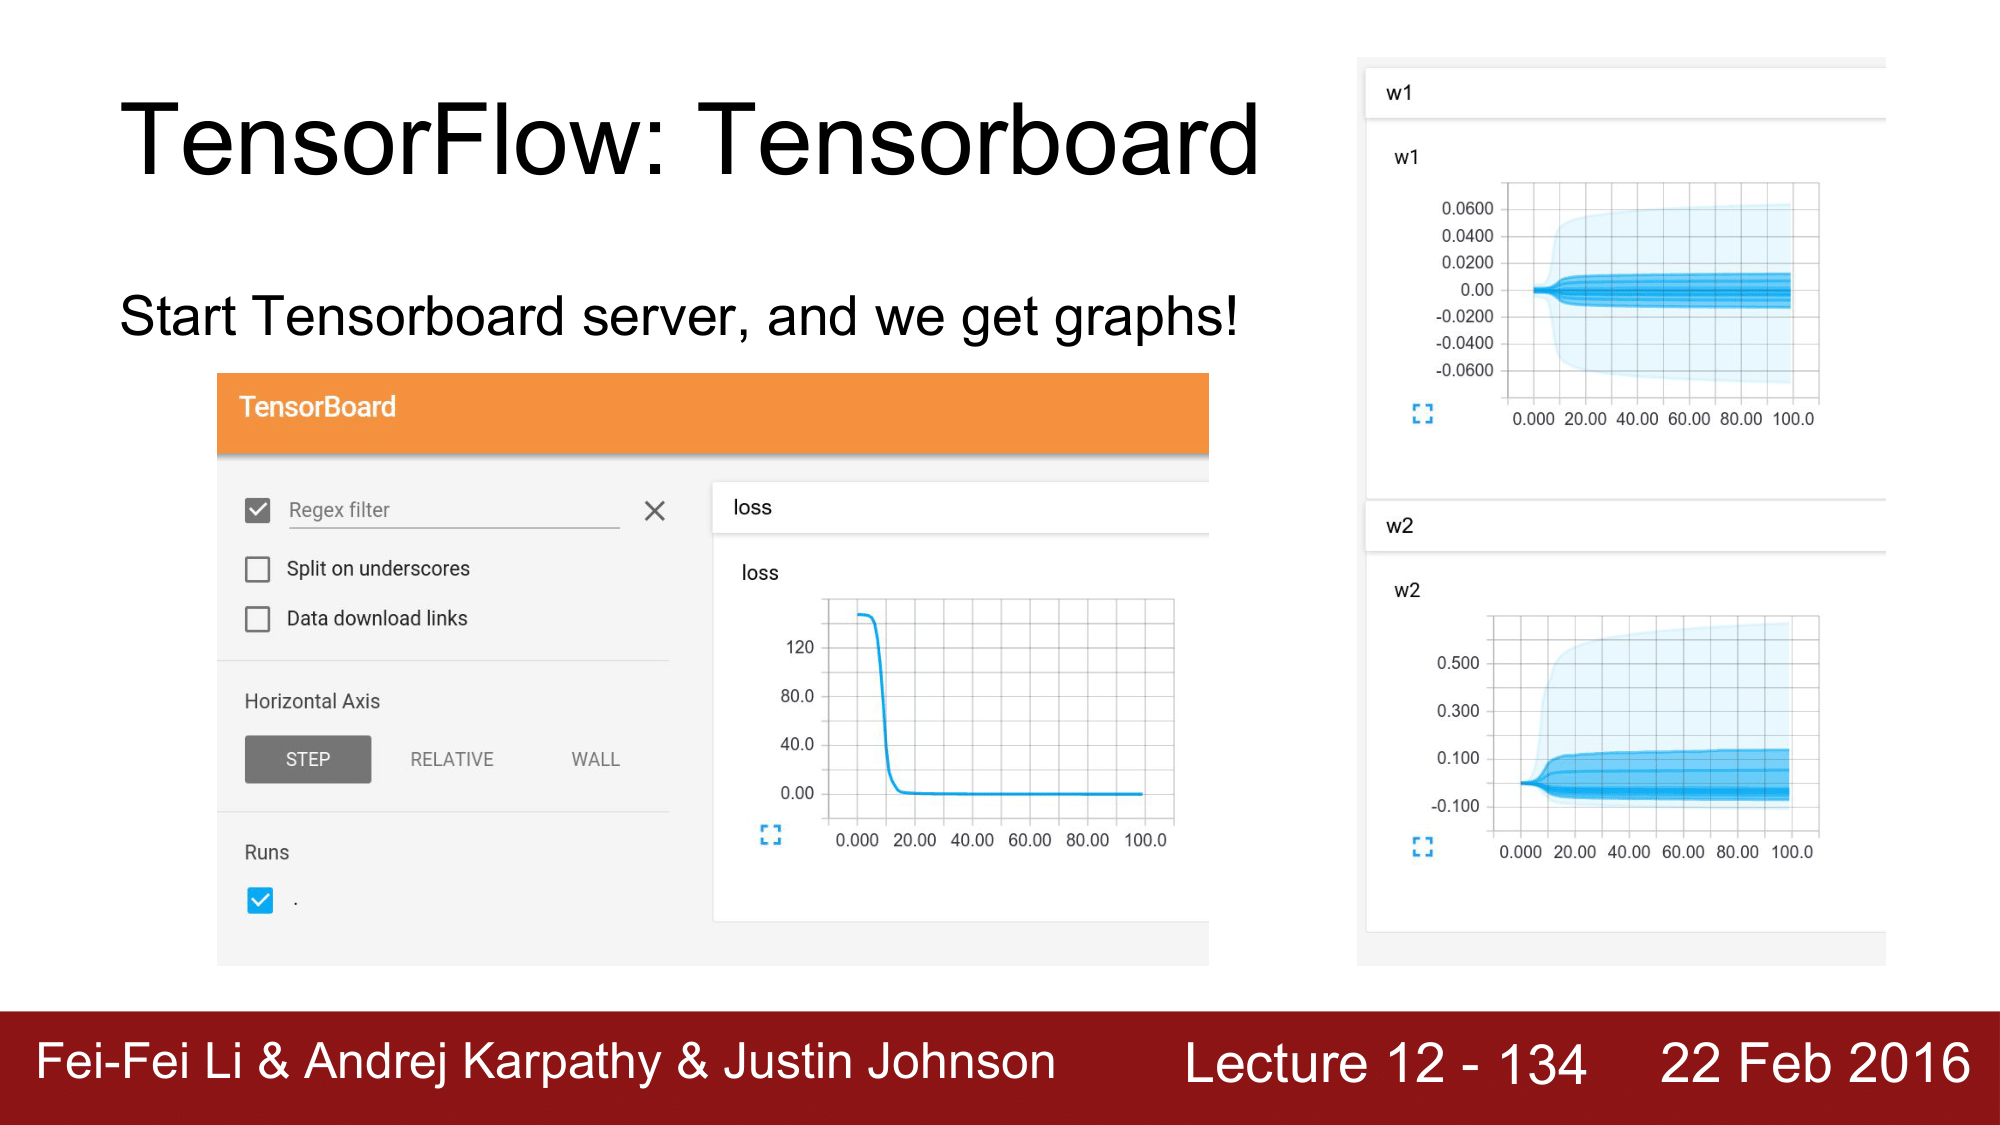 TensorFlow: Tensorboard
Start Tensorboard server, and we get graphs!
TensorBoard
Regex filter
Split on underscores
Data download links
Horizontal Axis
STEP RELATIVE WALL
Runs
.
loss
loss
120
80.0
40.0
0.00
0.000 20.00 40.00 60.00 80.00 100.0
w1
w1
0.0600
0.0400
0.0200
0.00
-0.0200
-0.0400
-0.0600
0.000 20.00 40.00 60.00 80.00 100.0
w2
w2
0.500
0.300
0.100
-0.100
0.000 20.00 40.00 60.00 80.00 100.0
Fei-Fei Li & Andrej Karpathy & Justin Johnson Lecture 12 - 134 22 Feb 2016